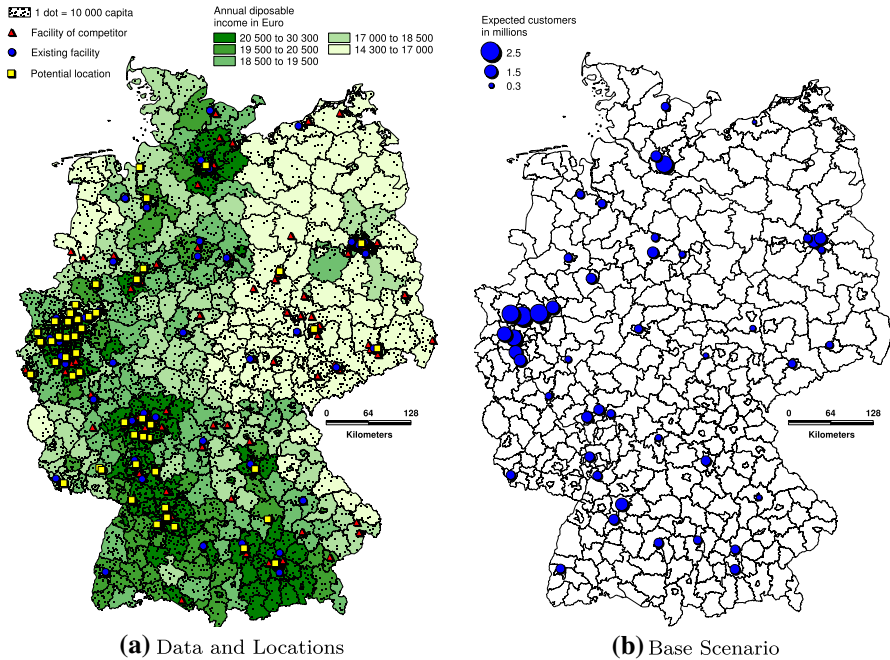 1 dot = 10 000 capita
Facility of competitor
Existing facility
Potential location
Annual diposable
income in Euro
20 500 to 30 300
19 500 to 20 500
18 500 to 19 500
17 000 to 18 500
14 300 to 17 000
0 64 128
Kilometers
(a) Data and Locations
Expected customers
in millions
2.5
1.5
0.3
0 64 128
Kilometers
(b) Base Scenario